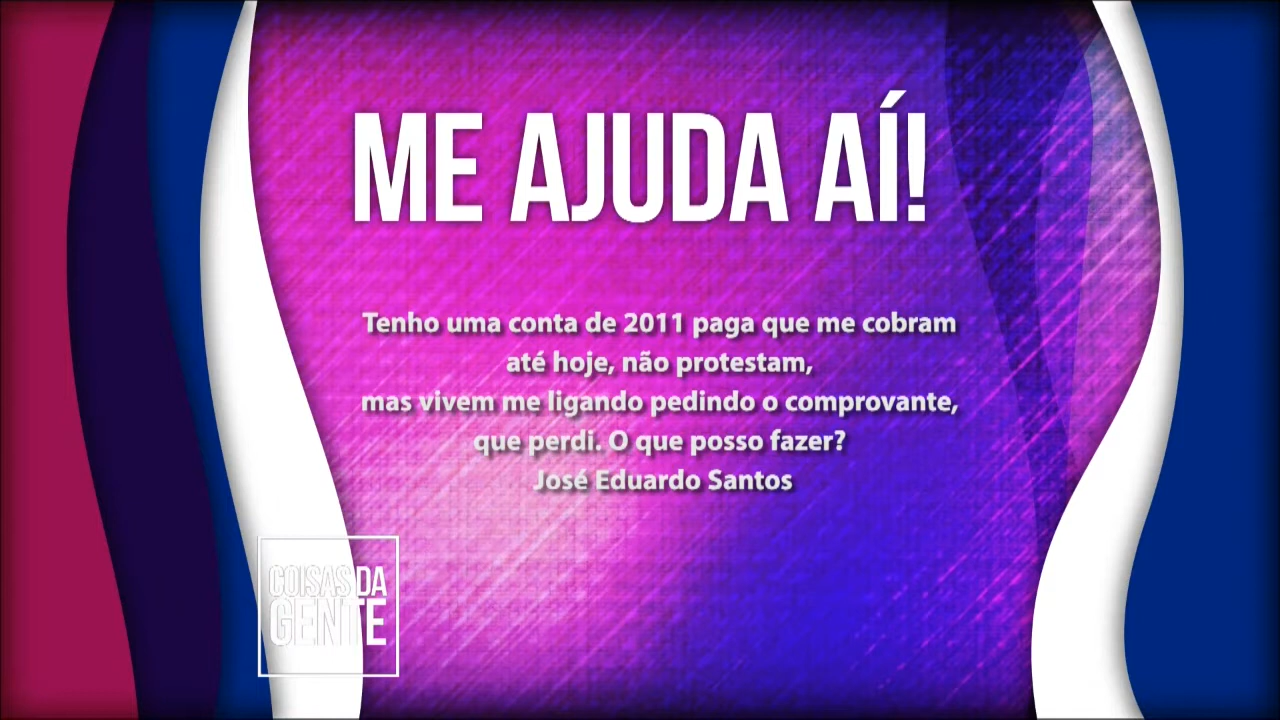 ME AJUDA AÍ!
Tenho uma conta de 2011 paga que me cobram
até hoje, não protestam,
mas vivem me ligando pedindo o comprovante,
que perdi. O que posso fazer?
José Eduardo Santos
COISAS DA
GENTE